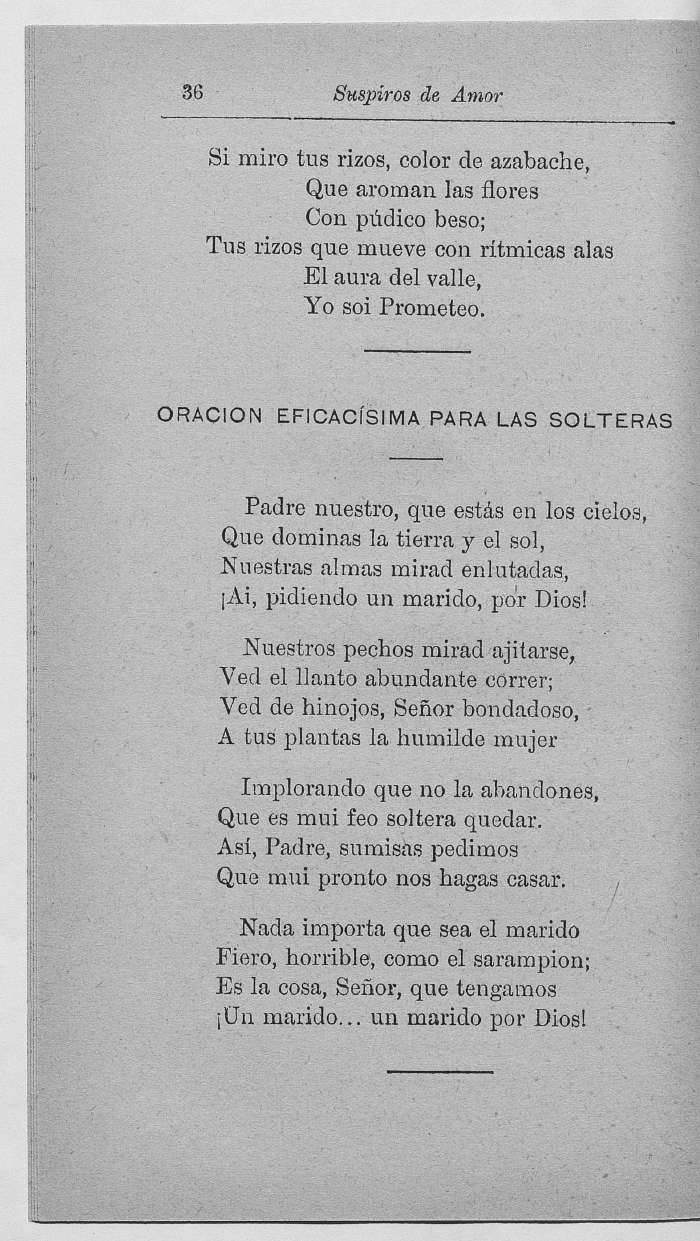 36 Suspiros de Amor
Si miro tus rizos, color de azabache,
Que aroman las flores
Con púdico beso;
Tus rizos que mueve con rítmicas alas
El aura del valle,
Yo soi Prometeo.
ORACION EFICACÍSIMA PARA LAS SOLTERAS
Padre nuestro, que estás en los cielos,
Que dominas la tierra y el sol,
Nuestras almas mirad enlutadas,
¡Ai, pidiendo un marido, por Dios!
Nuestros pechos mirad ajitarse,
Ved el llanto abundante correr;
Ved de hinojos, Señor bondadoso,
A tus plantas la humilde mujer
Implorando que no la abandones,
Que es mui feo soltera quedar.
Así, Padre, sumisas pedimos
Que mui pronto nos hagas casar.
Nada importa que sea el marido
Fiero, horrible, como el sarampion;
Es la cosa, Señor, que tengamos
¡Un marido... un marido por Dios!